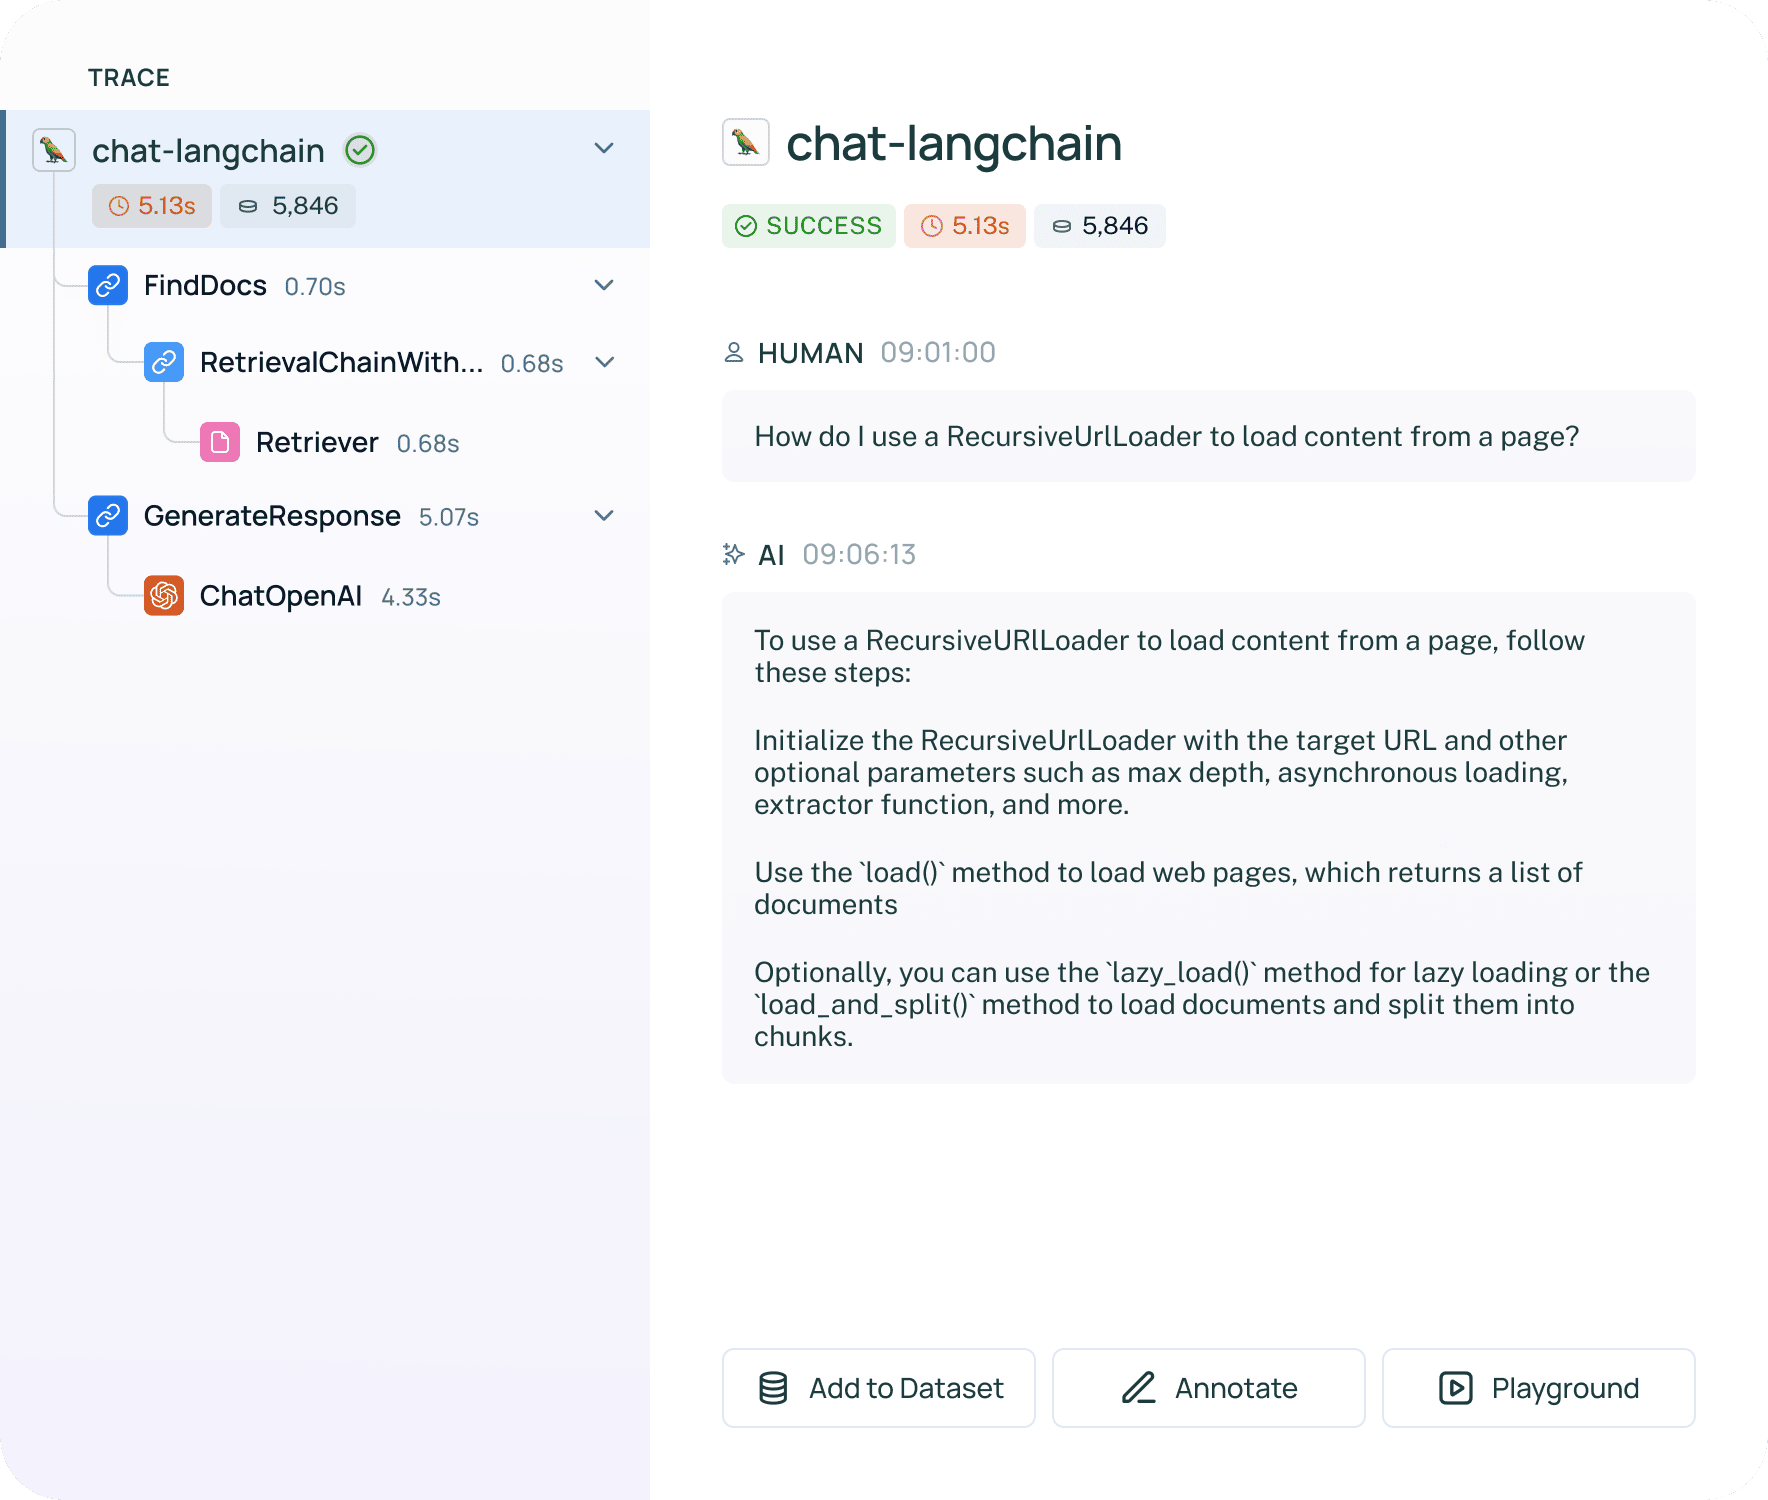 TRACE
chat-langchain
5.13s 5,846
FindDocs 0.70s
RetrievalChainWith... 0.68s
Retriever 0.68s
GenerateResponse 5.07s
ChatOpenAI 4.33s
chat-langchain
SUCCESS 5.13s 5,846
HUMAN 09:01:00
How do I use a RecursiveUrlLoader to load content from a page?
AI 09:06:13
To use a RecursiveURlLoader to load content from a page, follow
these steps:
Initialize the RecursiveUrlLoader with the target URL and other
optional parameters such as max depth, asynchronous loading,
extractor function, and more.
Use the `load()` method to load web pages, which returns a list of
documents
Optionally, you can use the `lazy_load()` method for lazy loading or the
`load_and_split()` method to load documents and split them into
chunks.
Add to Dataset
Annotate
Playground